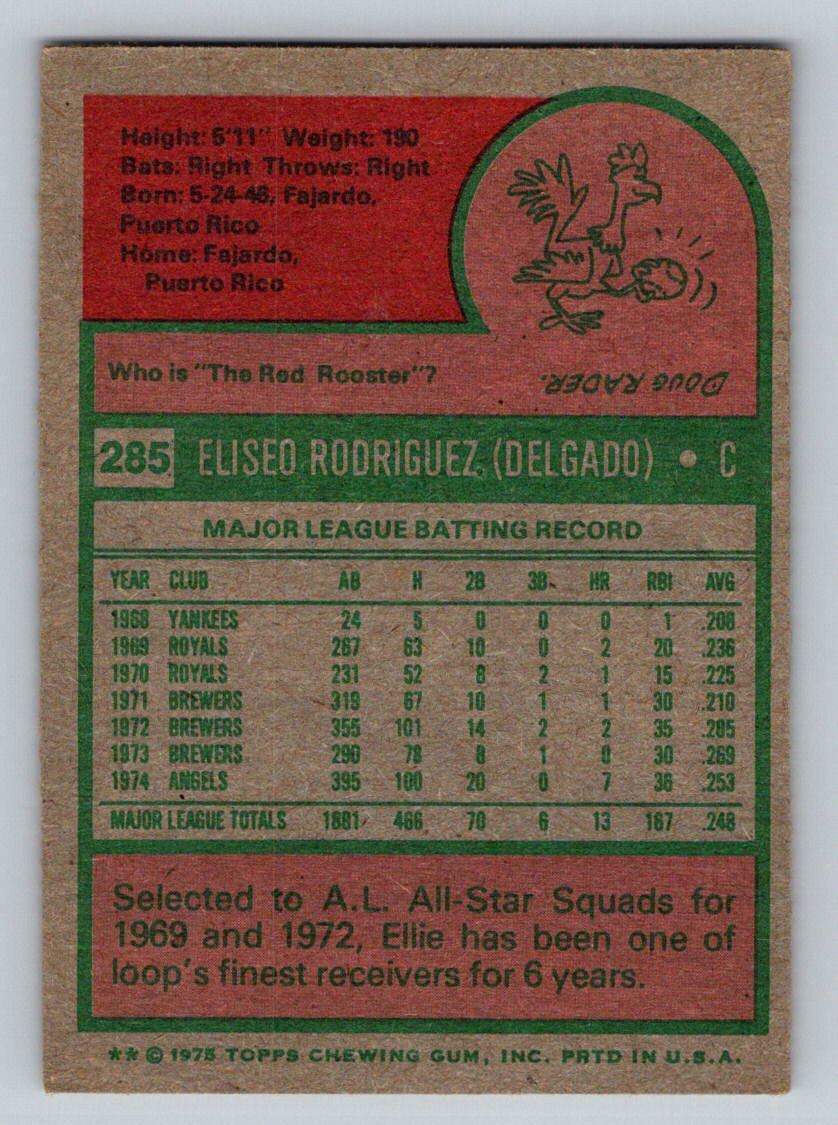 Height: 5'11" Weight: 190
Bats: Right Throws: Right
Born: 5-24-46, Fajardo,
Puerto Rico
Home: Fajardo,
Puerto Rico
Who is "The Red Rooster"?
DOUG RADER.
285 ELISEO RODRIGUEZ (DELGADO) • C
MAJOR LEAGUE BATTING RECORD
YEAR CLUB AB H 2B 3B HR RBI AVG
1968 YANKEES 24 5 0 0 0 1 .208
1969 ROYALS 267 63 10 0 2 20 .236
1970 ROYALS 231 52 8 2 1 15 .225
1971 BREWERS 319 67 10 1 1 30 .210
1972 BREWERS 355 101 14 2 2 35 .285
1973 BREWERS 290 78 8 1 0 30 .269
1974 ANGELS 395 100 20 0 7 36 .253
MAJOR LEAGUE TOTALS 1881 466 70 6 13 167 .248
Selected to A.L. All-Star Squads for
1969 and 1972, Ellie has been one of
loop's finest receivers for 6 years.
** © 1975 TOPPS CHEWING GUM, INC. PRTD IN U.S.A.